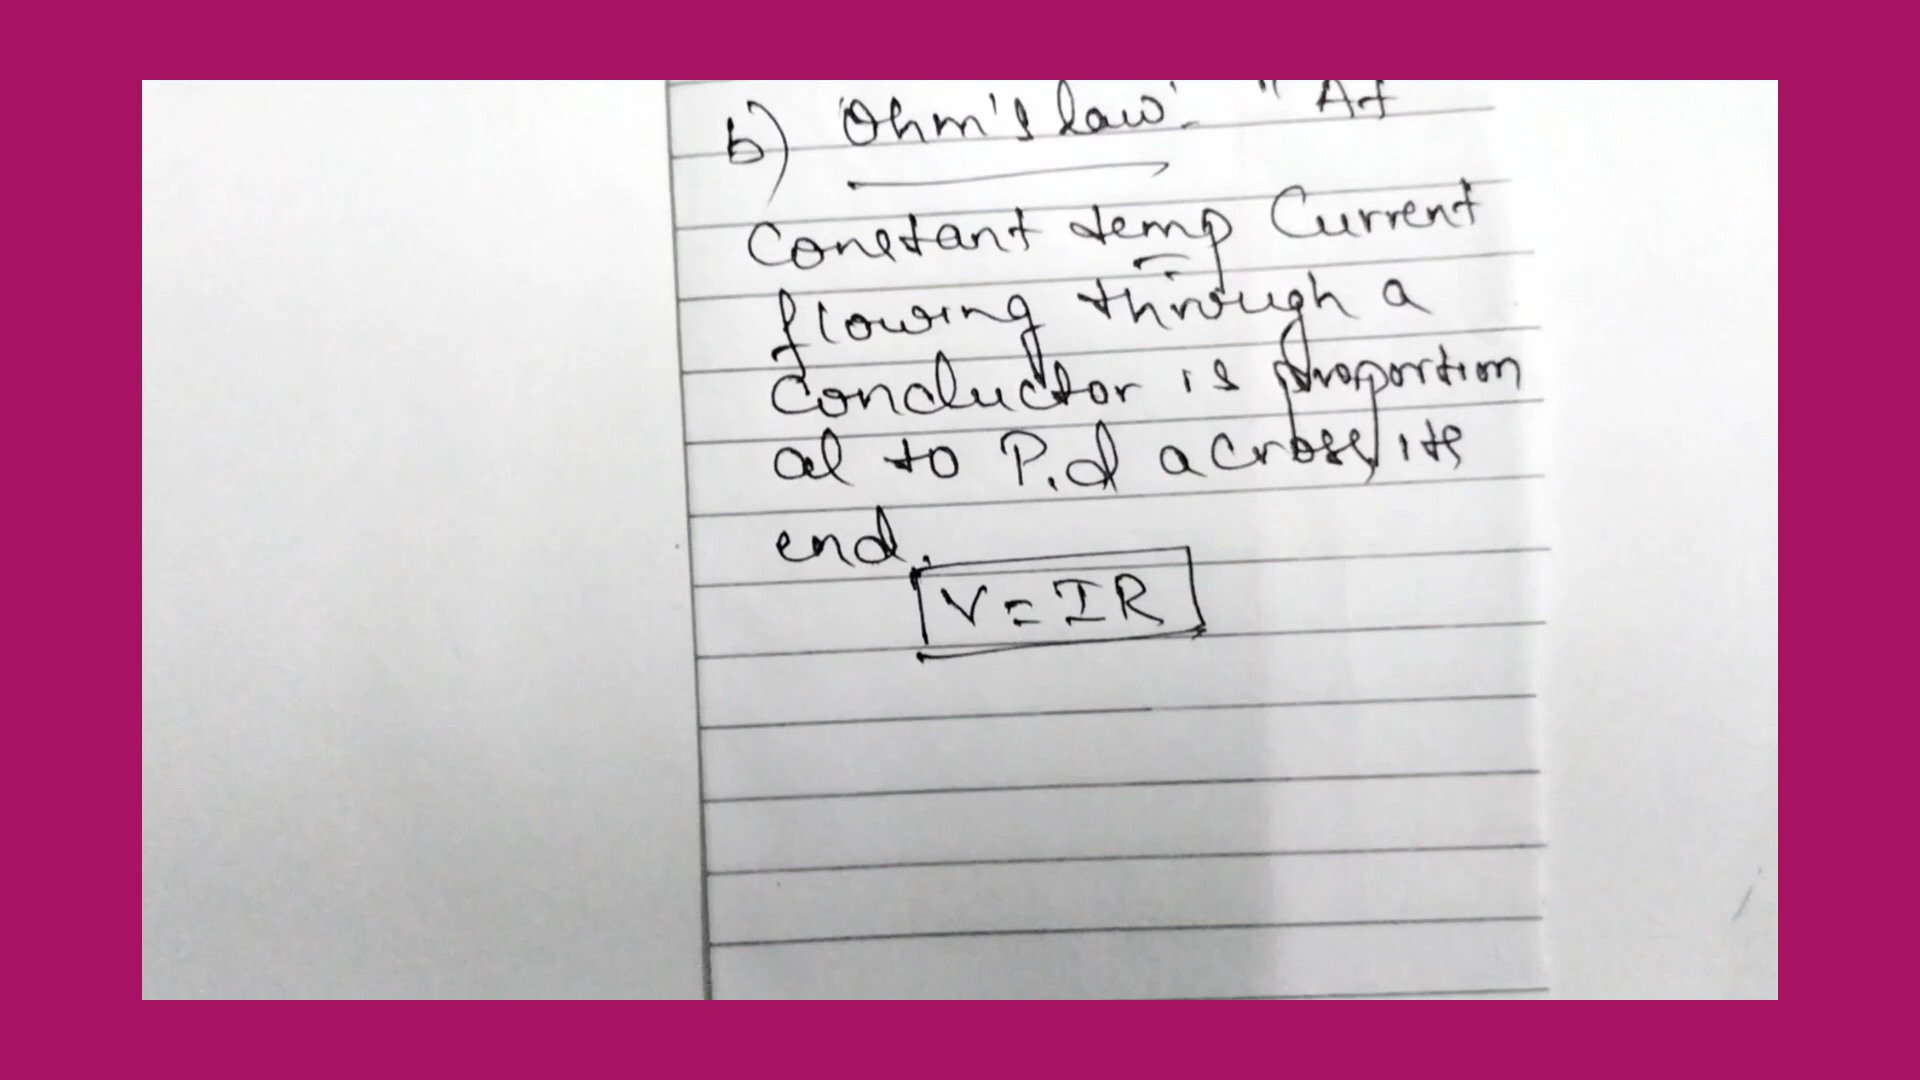 b) Ohm's law:- " At
Constant temp Current
flowing through a
Conductor is proportion
al to P.d across its
end.
V = IR